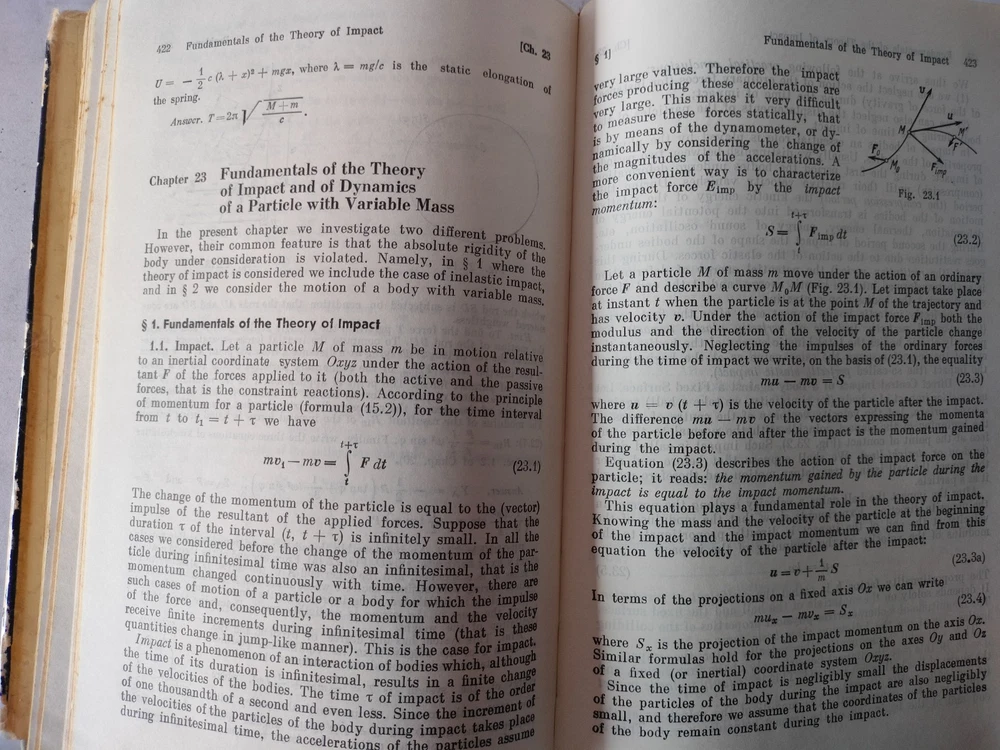 422 Fundamentals of the Theory of Impact [Ch. 23
U = − 1/2 c (λ + x)² + mgx, where λ = mg/c is the static elongation of
the spring.
Answer. T = 2π √((M + m)/c).
Chapter 23 Fundamentals of the Theory
of Impact and of Dynamics
of a Particle with Variable Mass
In the present chapter we investigate two different problems.
However, their common feature is that the absolute rigidity of the
body under consideration is violated. Namely, in § 1 where the
theory of impact is considered we include the case of inelastic impact,
and in § 2 we consider the motion of a body with variable mass.
§ 1. Fundamentals of the Theory of Impact
1.1. Impact. Let a particle M of mass m be in motion relative
to an inertial coordinate system Oxyz under the action of the resul-
tant F of the forces applied to it (both the active and the passive
forces, that is the constraint reactions). According to the principle
of momentum for a particle (formula (15.2)), for the time interval
from t to t₁ = t + τ we have
mv₁ − mv = ∫ₜᵗ⁺ᵗ F dt (23.1)
The change of the momentum of the particle is equal to the (vector)
impulse of the resultant of the applied forces. Suppose that the
duration τ of the interval (t, t + τ) is infinitely small. In all the
cases we considered before the change of the momentum of the par-
ticle during infinitesimal time was also an infinitesimal, that is the
momentum changed continuously with time. However, there are
such cases of motion of a particle or a body for which the impulse
of the force and, consequently, the momentum and the velocity
receive finite increments during infinitesimal time (that is these
quantities change in jump-like manner). This is the case for impact.
Impact is a phenomenon of an interaction of bodies which, although
the time of its duration is infinitesimal, results in a finite change
of the velocities of the bodies. The time τ of impact is of the order
of one thousandth of a second and even less. Since the increment of
the velocities of the particles of the body during impact takes place
during infinitesimal time, the accelerations of the particles assume
§ 1] Fundamentals of the Theory of Impact 423
very large values. Therefore the impact
forces producing these accelerations are
very large. This makes it very difficult
to measure these forces statically, that
is by means of the dynamometer, or dy-
namically by considering the change of
the magnitudes of the accelerations. A
more convenient way is to characterize
the impact force E_imp by the impact
momentum:
v
u
M
M'
F
F₀
M₀
F_imp
Fig. 23.1
S = ∫ₜᵗ⁺ᵗ F_imp dt (23.2)
Let a particle M of mass m move under the action of an ordinary
force F and describe a curve M₀M (Fig. 23.1). Let impact take place
at instant t when the particle is at the point M of the trajectory and
has velocity v. Under the action of the impact force F_imp both the
modulus and the direction of the velocity of the particle change
instantaneously. Neglecting the impulses of the ordinary forces
during the time of impact we write, on the basis of (23.1), the equality
mu − mv = S (23.3)
where u = v (t + τ) is the velocity of the particle after the impact.
The difference mu − mv of the vectors expressing the momenta
of the particle before and after the impact is the momentum gained
during the impact.
Equation (23.3) describes the action of the impact force on the
particle; it reads: the momentum gained by the particle during the
impact is equal to the impact momentum.
This equation plays a fundamental role in the theory of impact.
Knowing the mass and the velocity of the particle at the beginning
of the impact and the impact momentum we can find from this
equation the velocity of the particle after the impact:
u = v + 1/m S (23.3a)
In terms of the projections on a fixed axis Ox we can write
muₓ − mvₓ = Sₓ (23.4)
where Sₓ is the projection of the impact momentum on the axis Ox.
Similar formulas hold for the projections on the axes Oy and Oz
of a fixed (or inertial) coordinate system Oxyz.
Since the time of impact is negligibly small the displacements
of the particles of the body during the impact are also negligibly
small, and therefore we assume that the coordinates of the particles
of the body remain constant during the impact.